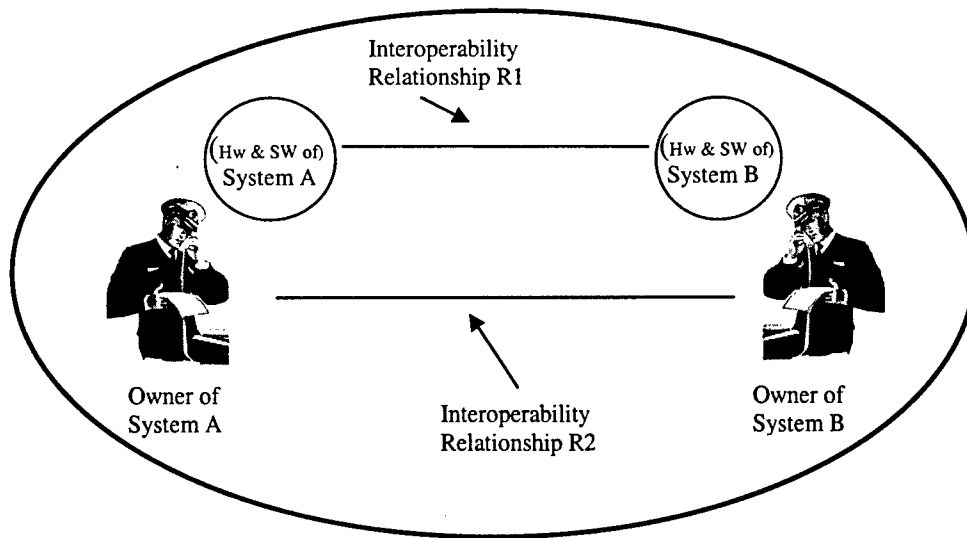 Interoperability
Relationship R1
(Hw & SW of)
System A
(Hw & SW of)
System B
Owner of
System A
Interoperability
Relationship R2
Owner of
System B